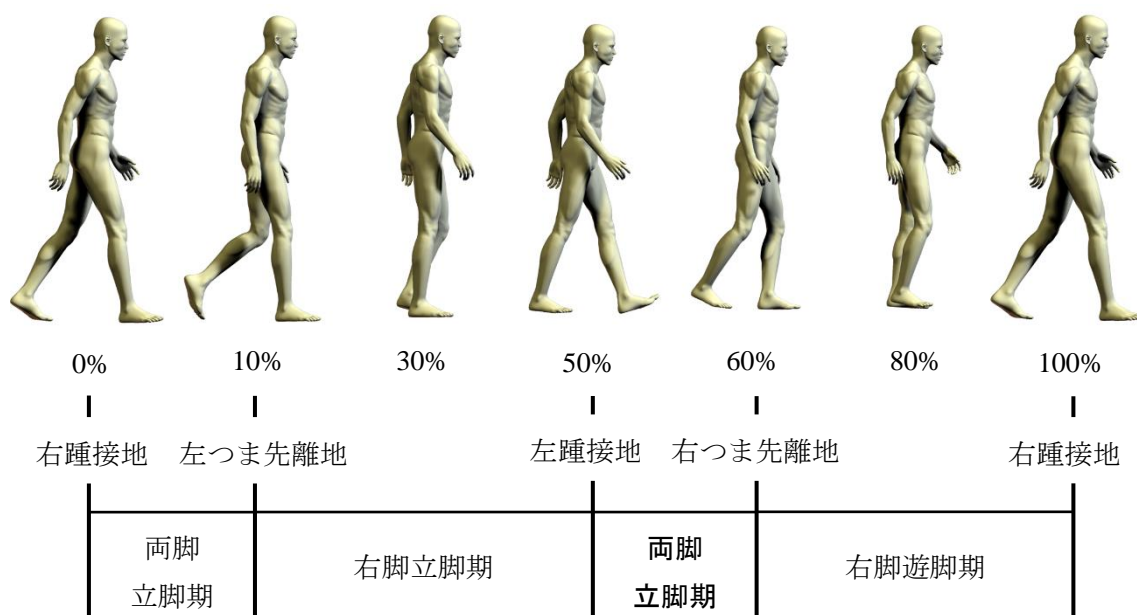 0% 10% 30% 50% 60% 80% 100%
右踵接地 左つま先離地 左踵接地 右つま先離地 右踵接地
両脚
立脚期
右脚立脚期
両脚
立脚期
右脚遊脚期